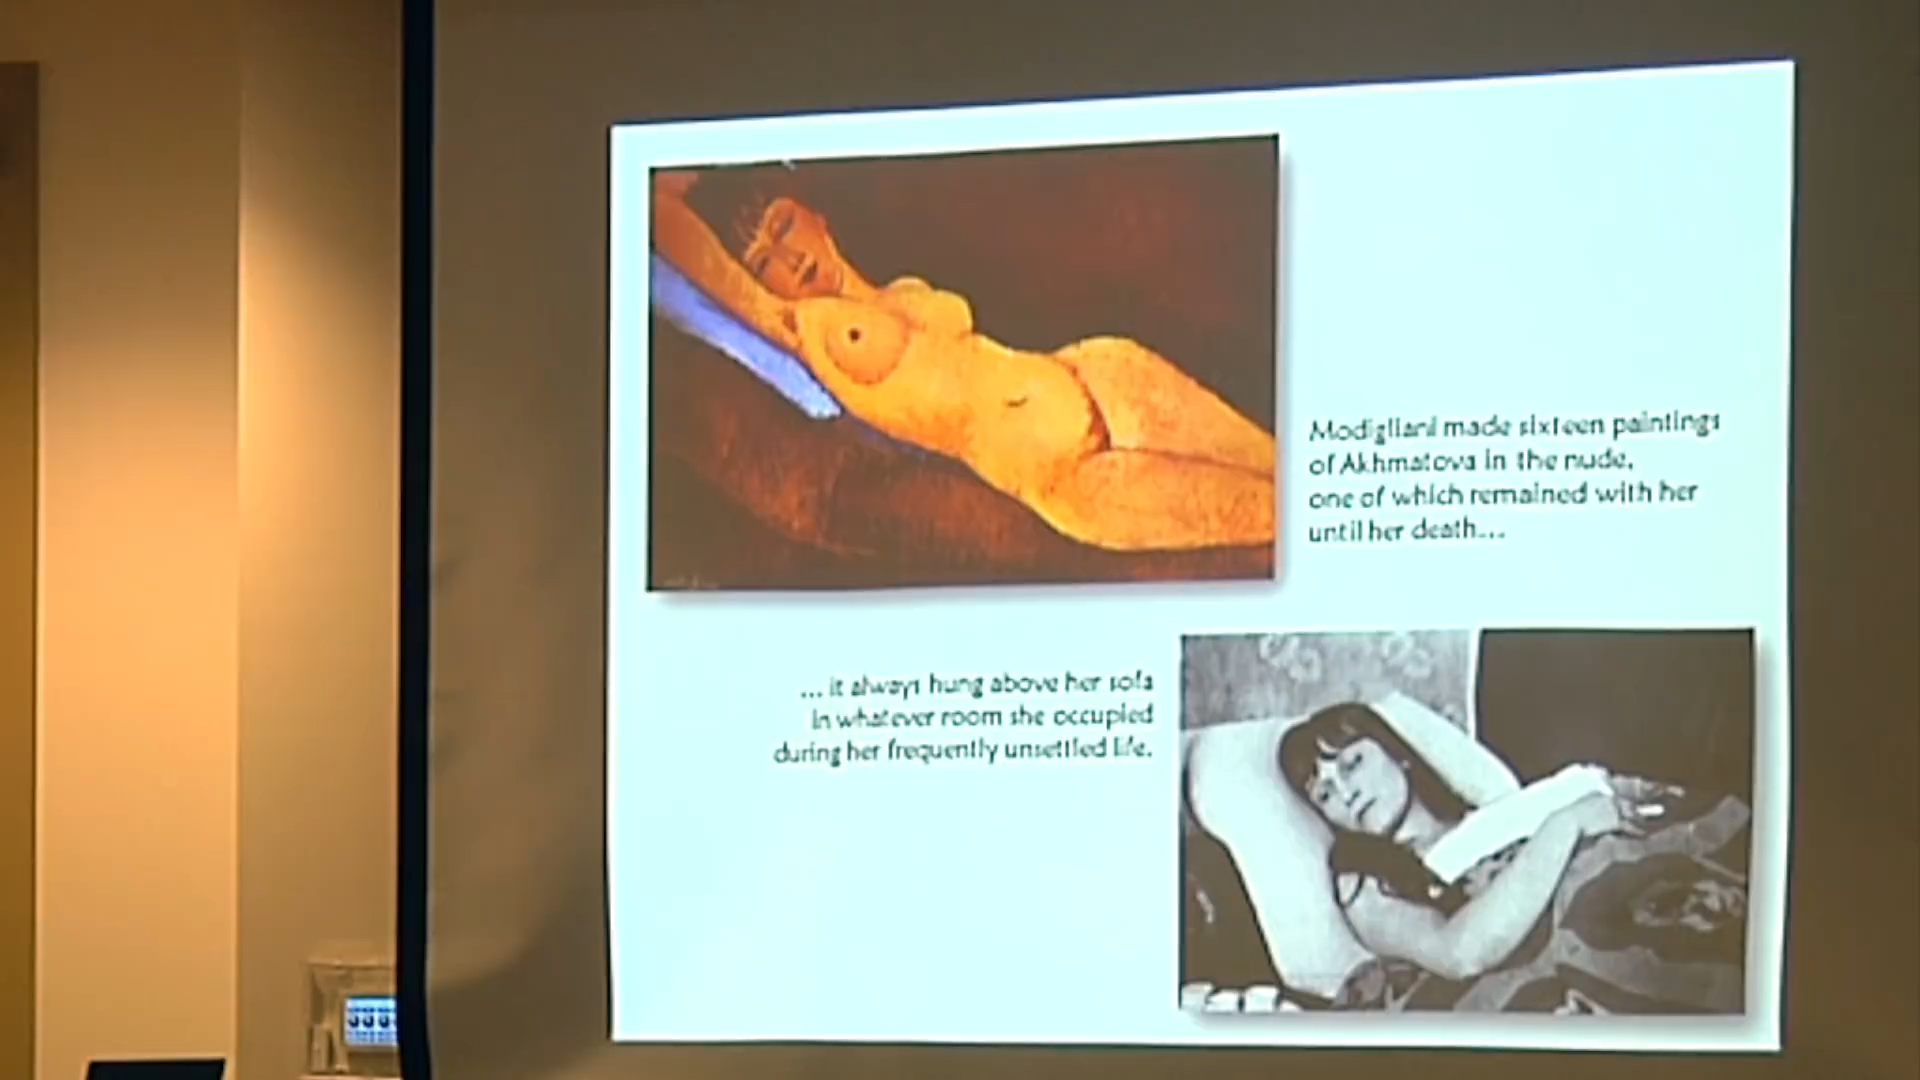 Modigliani made sixteen paintings
of Akhmatova in the nude,
one of which remained with her
until her death...
... it always hung above her sofa
in whatever room she occupied
during her frequently unsettled life.